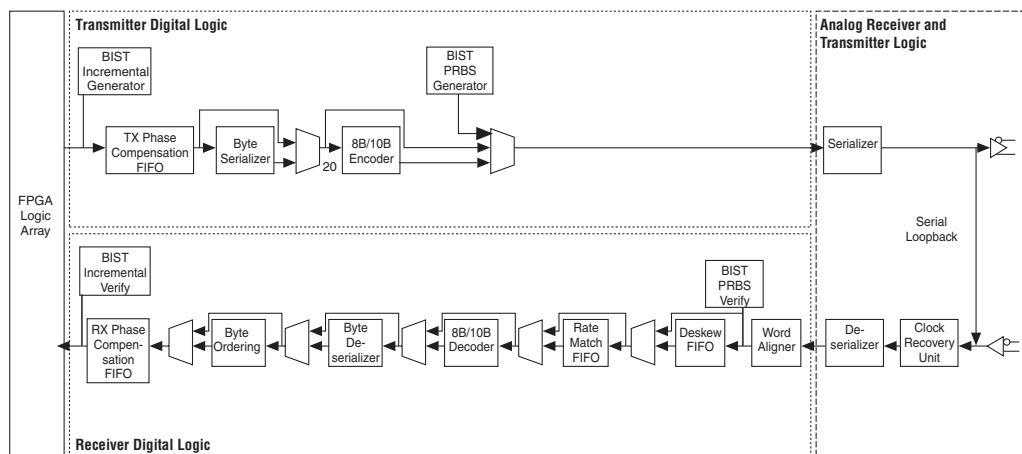 Transmitter Digital Logic
Analog Receiver and
Transmitter Logic
BIST
Incremental
Generator
BIST
PRBS
Generator
TX Phase
Compensation
FIFO
Byte
Serializer
20
8B/10B
Encoder
Serializer
FPGA
Logic
Array
Serial
Loopback
BIST
Incremental
Verify
BIST
PRBS
Verify
RX Phase
Compen-
sation
FIFO
Byte
Ordering
Byte
De-
serializer
8B/10B
Decoder
Rate
Match
FIFO
Deskew
FIFO
Word
Aligner
De-
serializer
Clock
Recovery
Unit
Receiver Digital Logic